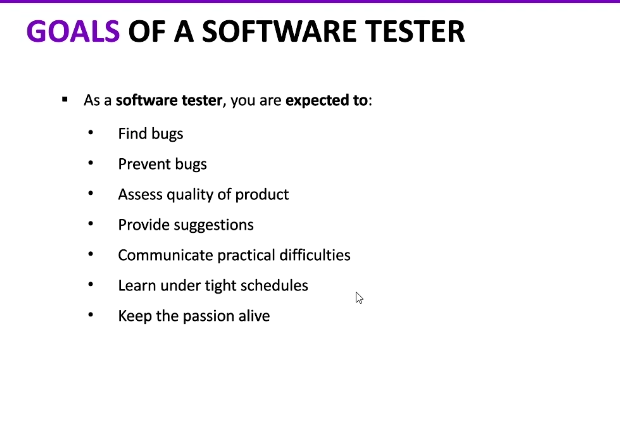 GOALS OF A SOFTWARE TESTER
▪ As a software tester, you are expected to:
• Find bugs
• Prevent bugs
• Assess quality of product
• Provide suggestions
• Communicate practical difficulties
• Learn under tight schedules
• Keep the passion alive